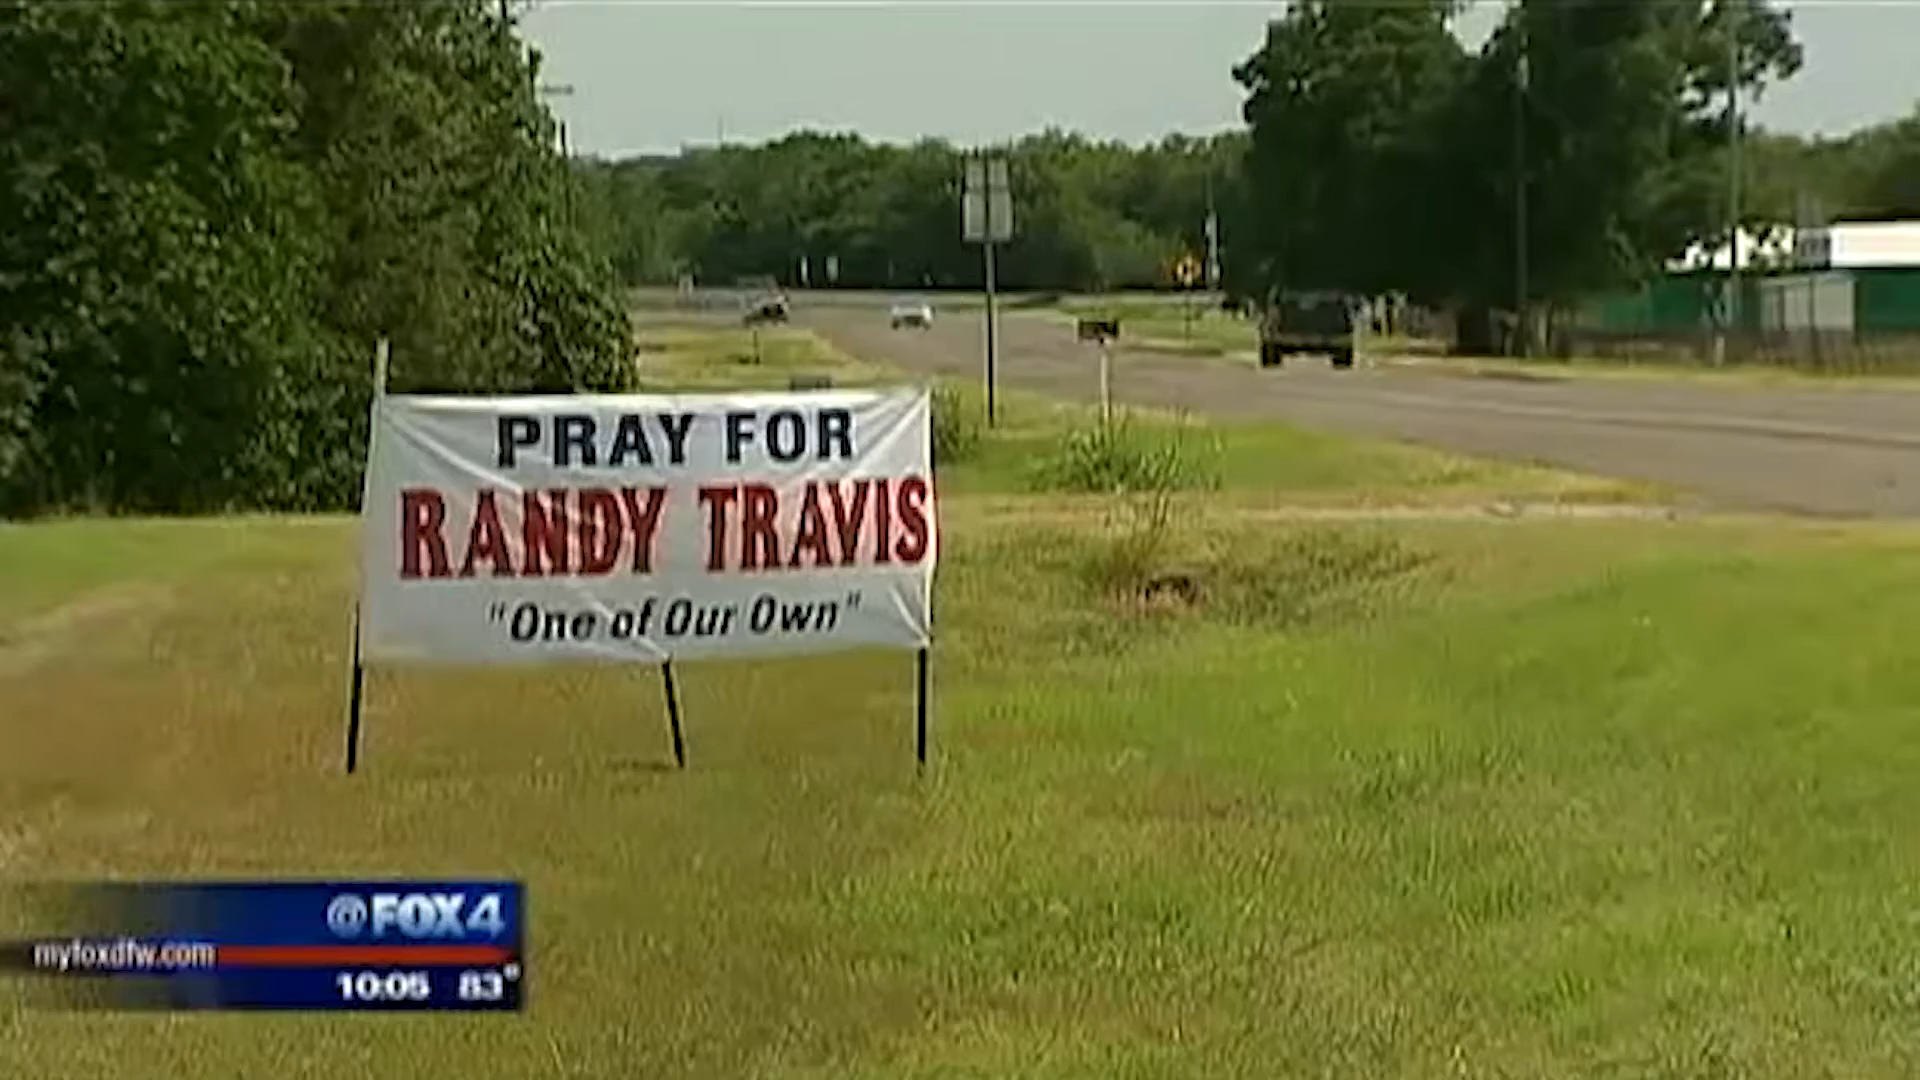 PRAY FOR
RANDY TRAVIS
"One of Our Own"
@FOX4
myfoxdfw.com
10:05 83°